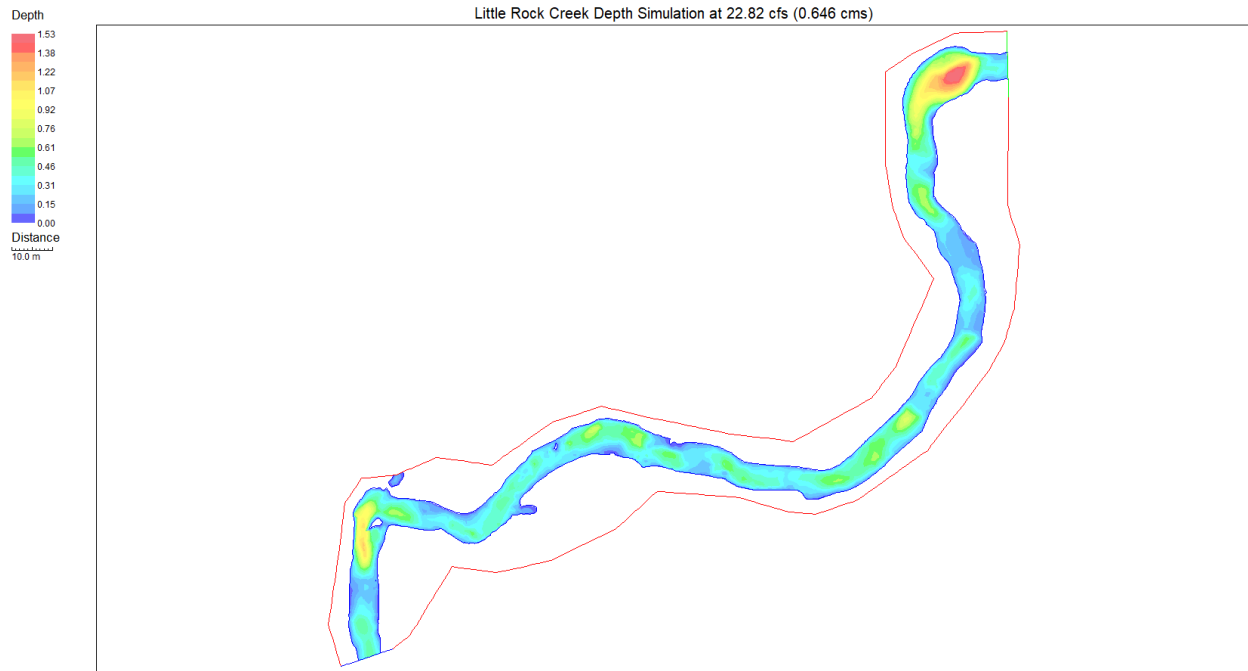 Little Rock Creek Depth Simulation at 22.82 cfs (0.646 cms)
Depth
1.53
1.38
1.22
1.07
0.92
0.76
0.61
0.46
0.31
0.15
0.00
Distance
10.0 m